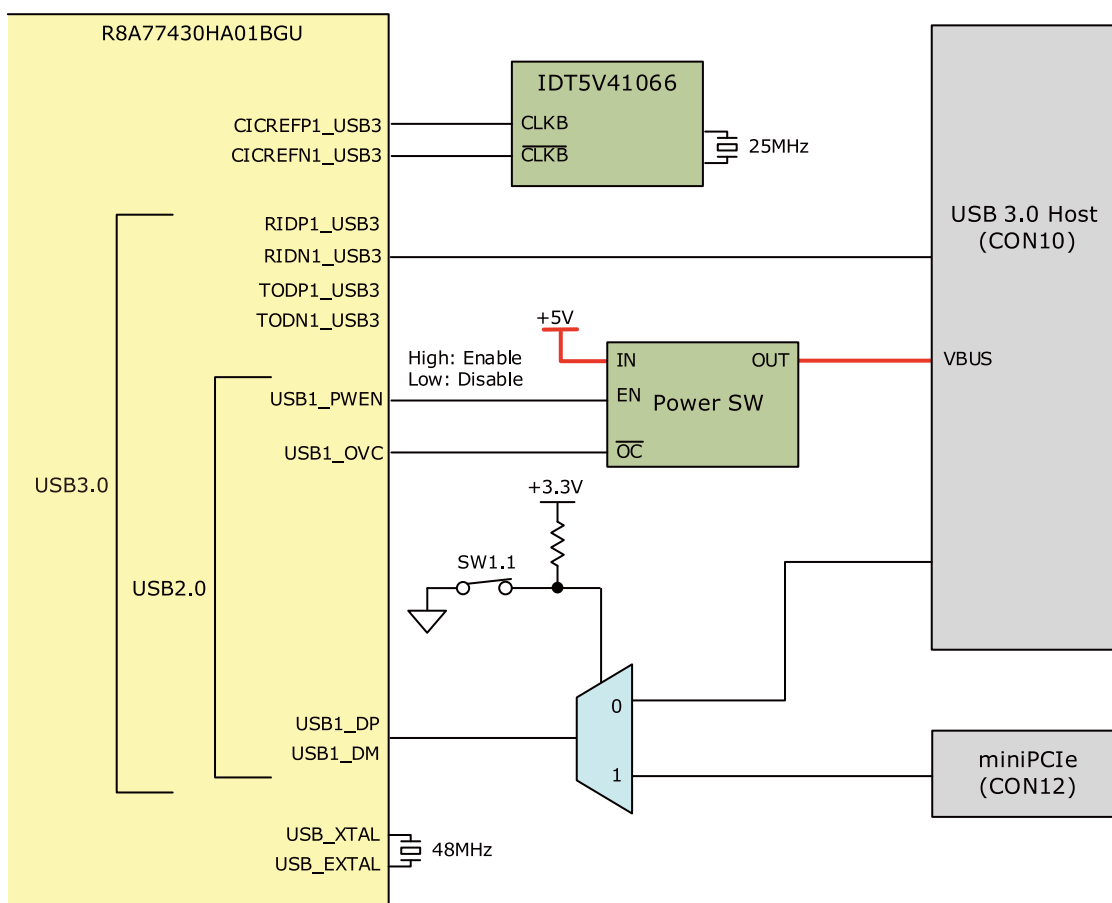 R8A77430HA01BGU
IDT5V41066
CICREFP1_USB3
CLKB
CICREFN1_USB3
CLKB
25MHz
RIDP1_USB3
RIDN1_USB3
TODP1_USB3
TODN1_USB3
USB 3.0 Host
(CON10)
+5V
High: Enable
Low: Disable
IN
OUT
VBUS
USB1_PWEN
EN
Power SW
USB1_OVC
OC
USB3.0
+3.3V
SW1.1
USB2.0
0
USB1_DP
USB1_DM
1
miniPCIe
(CON12)
USB_XTAL
USB_EXTAL
48MHz